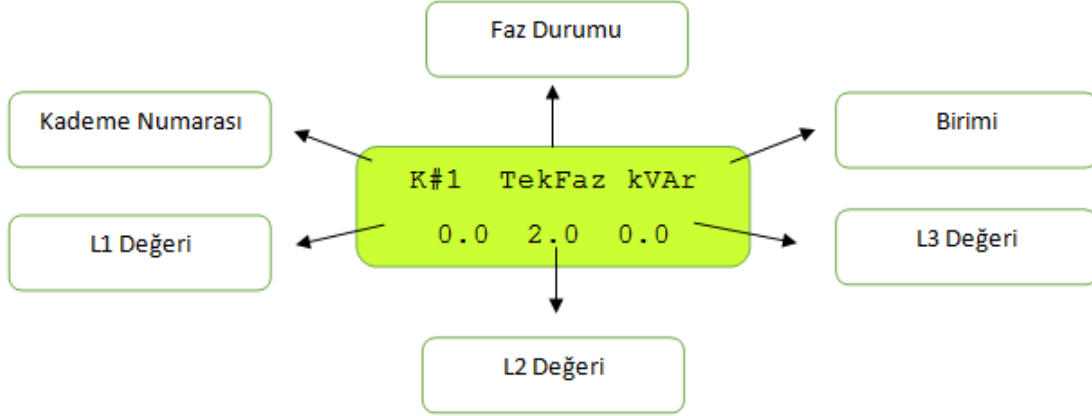 Faz Durumu
Kademe Numarası
Birimi
K#1 TekFaz kVAr
0.0 2.0 0.0
L1 Değeri
L3 Değeri
L2 Değeri